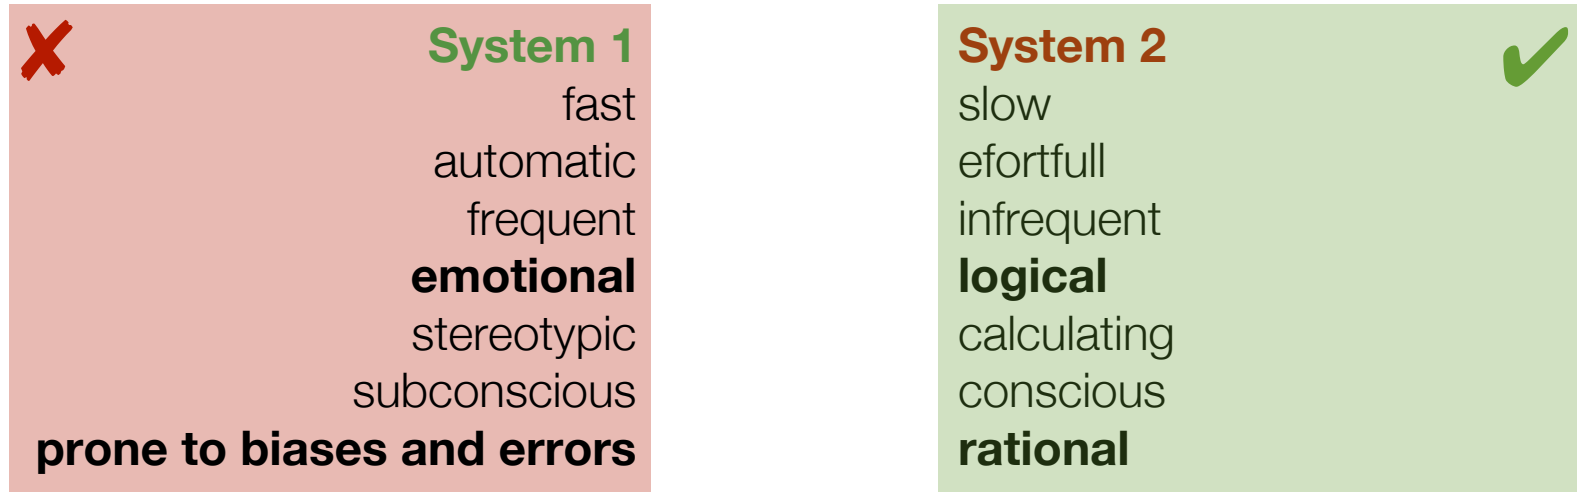 System 1
fast
automatic
frequent
emotional
stereotypic
subconscious
prone to biases and errors
System 2
slow
efortfull
infrequent
logical
calculating
conscious
rational